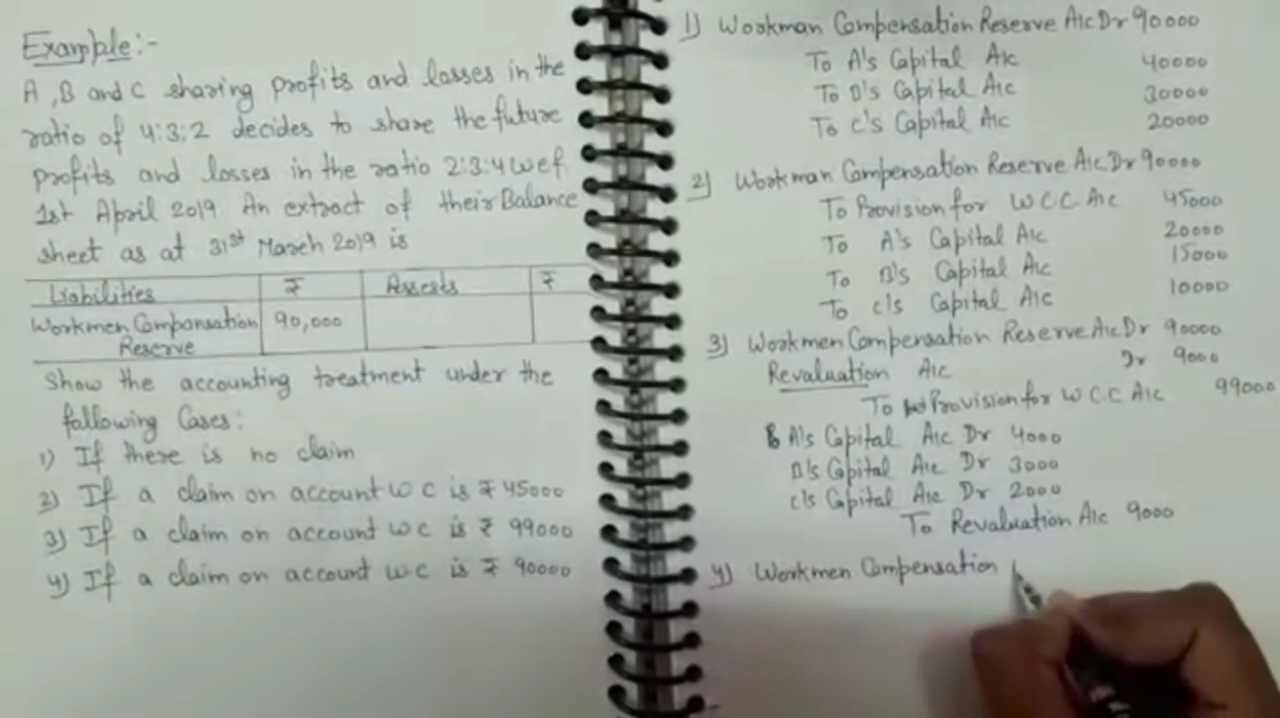 Example:-
A, B and C sharing profits and losses in the
ratio of 4:3:2 decides to share the future
profits and losses in the ratio 2:3:4 wef
1st April 2019 An extract of their Balance
sheet as at 31st March 2019 is
Liabilities ₹ Assests ₹
Workmen Compensation 90,000
Reserve
Show the accounting treatment under the
following Cases:
1) If there is no claim
2) If a claim on account WC is ₹ 45000
3) If a claim on account WC is ₹ 99000
4) If a claim on account WC is ₹ 90000
1) Workman Compensation Reserve A/c Dr 90000
To A's Capital A/c 40000
To B's Capital A/c 30000
To C's Capital A/c 20000
2) Workman Compensation Reserve A/c Dr 90000
To Provision for W C C A/c 45000
To A's Capital A/c 20000
To B's Capital A/c 15000
To C's Capital A/c 10000
3) Workmen Compensation Reserve A/c Dr 90000
Revaluation A/c Dr 9000
To Provision for W C C A/c 99000
A's Capital A/c Dr 4000
B's Capital A/c Dr 3000
C's Capital A/c Dr 2000
To Revaluation A/c 9000
4) Workmen Compensation